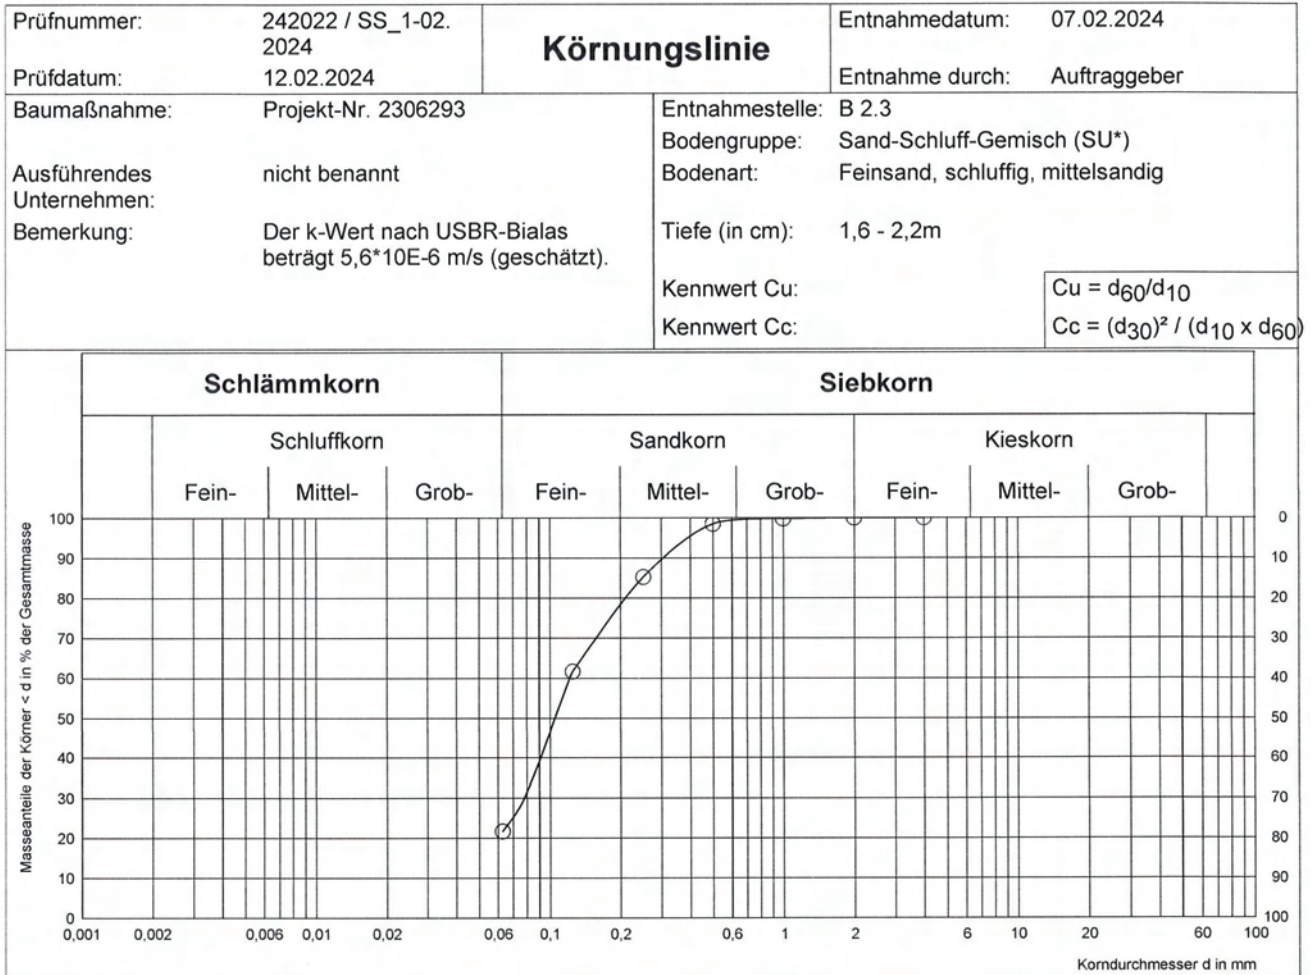 Prüfnummer: 242022 / SS_1-02.
2024
Prüfdatum: 12.02.2024
Körnungslinie
Entnahmedatum: 07.02.2024
Entnahme durch: Auftraggeber
Baumaßnahme: Projekt-Nr. 2306293
Ausführendes nicht benannt
Unternehmen:
Bemerkung: Der k-Wert nach USBR-Bialas
beträgt 5,6*10E-6 m/s (geschätzt).
Entnahmestelle: B 2.3
Bodengruppe: Sand-Schluff-Gemisch (SU*)
Bodenart: Feinsand, schluffig, mittelsandig
Tiefe (in cm): 1,6 - 2,2m
Kennwert Cu: Cu = d60/d10
Kennwert Cc: Cc = (d30)² / (d10 x d60)
Schlämmkorn Siebkorn
Schluffkorn Sandkorn Kieskorn
Fein- Mittel- Grob- Fein- Mittel- Grob- Fein- Mittel- Grob-
Masseanteile der Körner < d in % der Gesamtmasse
100 0
90 10
80 20
70 30
60 40
50 50
40 60
30 70
20 80
10 90
0 100
0,001 0,002 0,006 0,01 0,02 0,06 0,1 0,2 0,6 1 2 6 10 20 60 100
Korndurchmesser d in mm